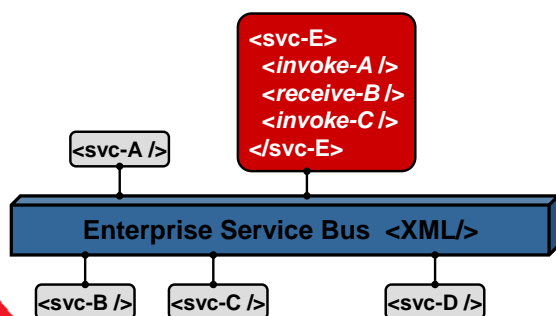 <svc-E>
<invoke-A />
<receive-B />
<invoke-C />
</svc-E>
<svc-A />
Enterprise Service Bus <XML/>
<svc-B />
<svc-C />
<svc-D />